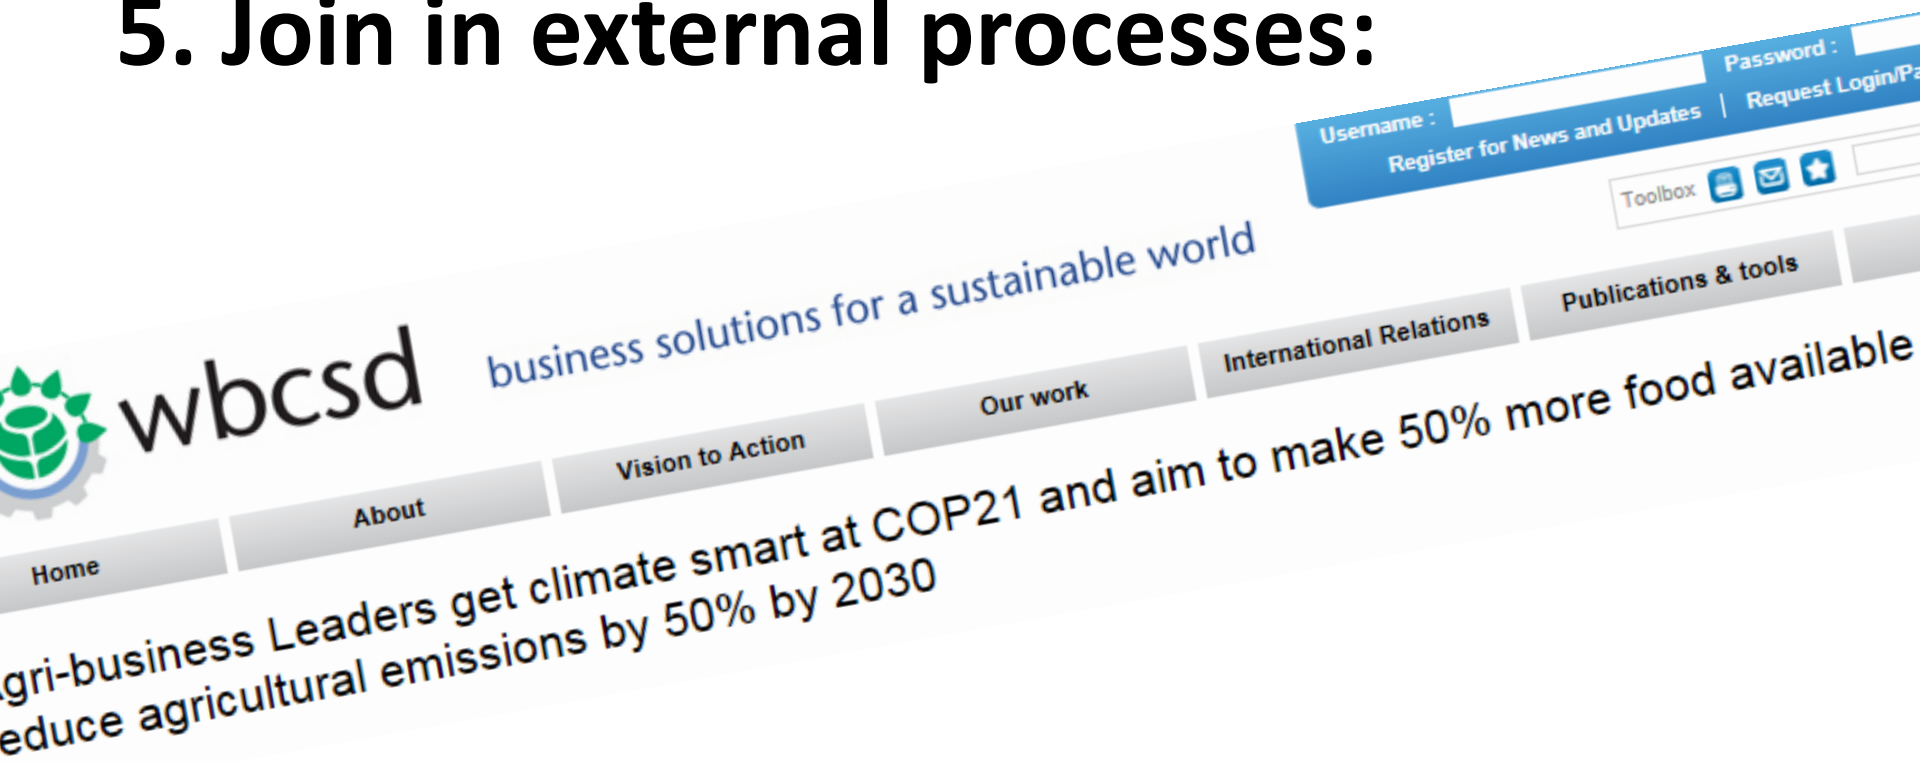 5. Join in external processes:
Username :
Password :
Register for News and Updates | Request Login/Pa
Toolbox
wbcsd
business solutions for a sustainable world
Home
About
Vision to Action
Our work
International Relations
Publications & tools
gri-business Leaders get climate smart at COP21 and aim to make 50% more food available
educe agricultural emissions by 50% by 2030